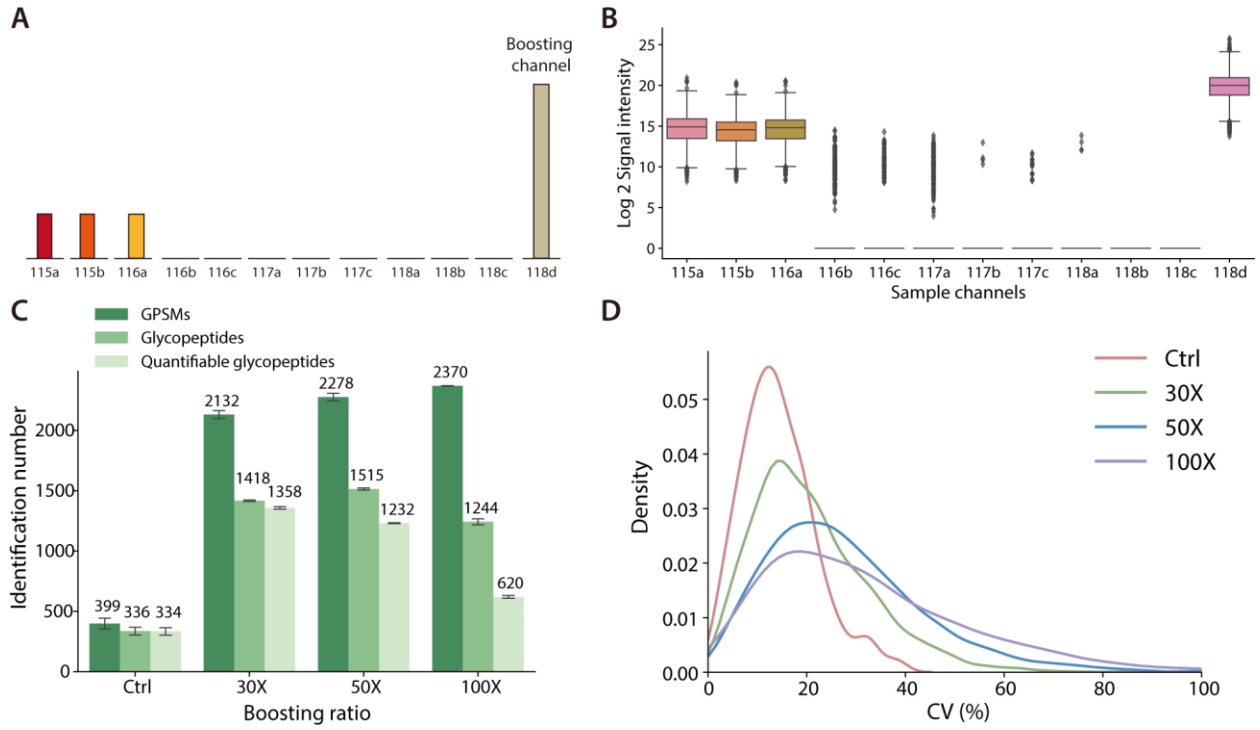 A
Boosting
channel
115a 115b 116a 116b 116c 117a 117b 117c 118a 118b 118c 118d
B
Log 2 Signal intensity
25
20
15
10
5
0
115a 115b 116a 116b 116c 117a 117b 117c 118a 118b 118c 118d
Sample channels
C
GPSMs
Glycopeptides
Quantifiable glycopeptides
Identification number
2000
1500
1000
500
0
399 336 334
2132 1418 1358
2278 1515 1232
2370 1244 620
Ctrl 30X 50X 100X
Boosting ratio
D
Ctrl
30X
50X
100X
Density
0.05
0.04
0.03
0.02
0.01
0.00
0 20 40 60 80 100
CV (%)